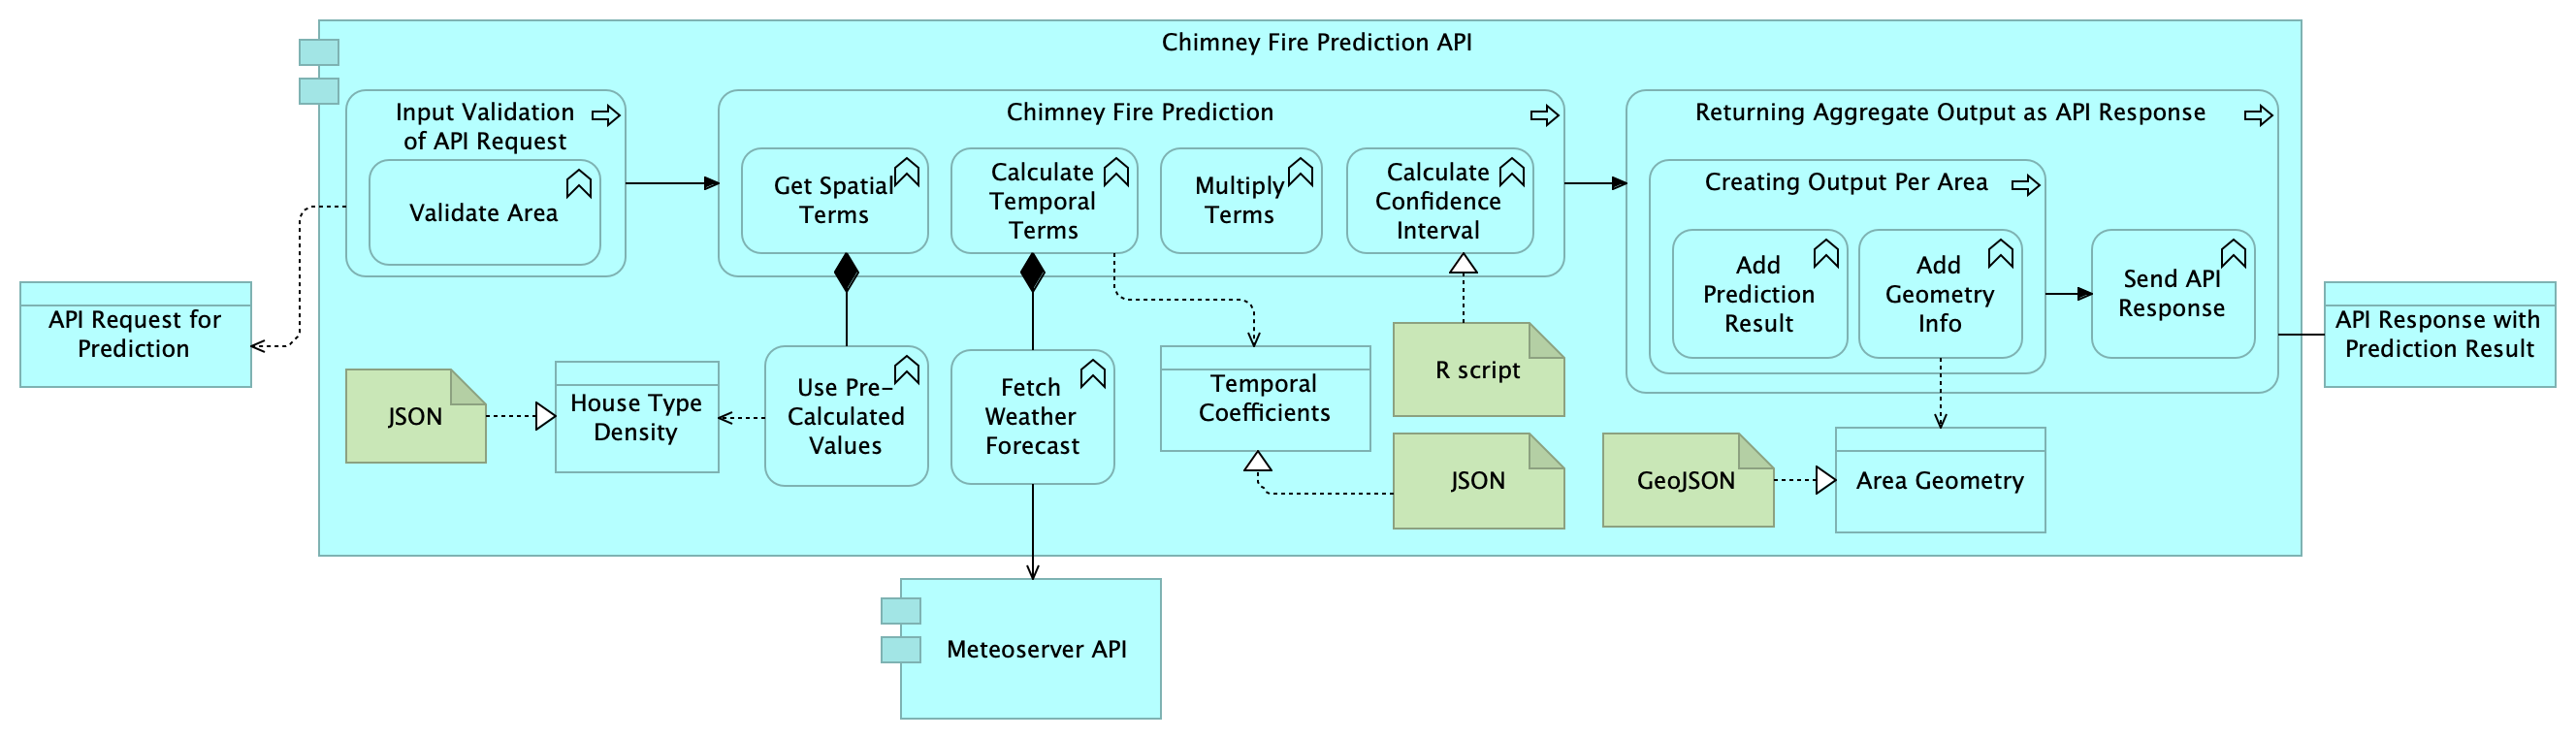 Chimney Fire Prediction API
Input Validation
of API Request
Validate Area
Chimney Fire Prediction
Get Spatial
Terms
Calculate
Temporal
Terms
Multiply
Terms
Calculate
Confidence
Interval
Returning Aggregate Output as API Response
Creating Output Per Area
Add
Prediction
Result
Add
Geometry
Info
Send API
Response
API Request for
Prediction
API Response with
Prediction Result
JSON
House Type
Density
Use Pre-
Calculated
Values
Fetch
Weather
Forecast
Temporal
Coefficients
R script
JSON
GeoJSON
Area Geometry
Meteoserver API